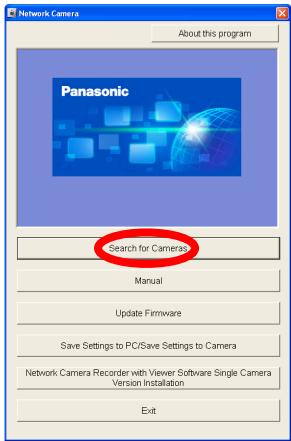 Network Camera
About this program
Panasonic
Search for Cameras
Manual
Update Firmware
Save Settings to PC/Save Settings to Camera
Network Camera Recorder with Viewer Software Single Camera
Version Installation
Exit